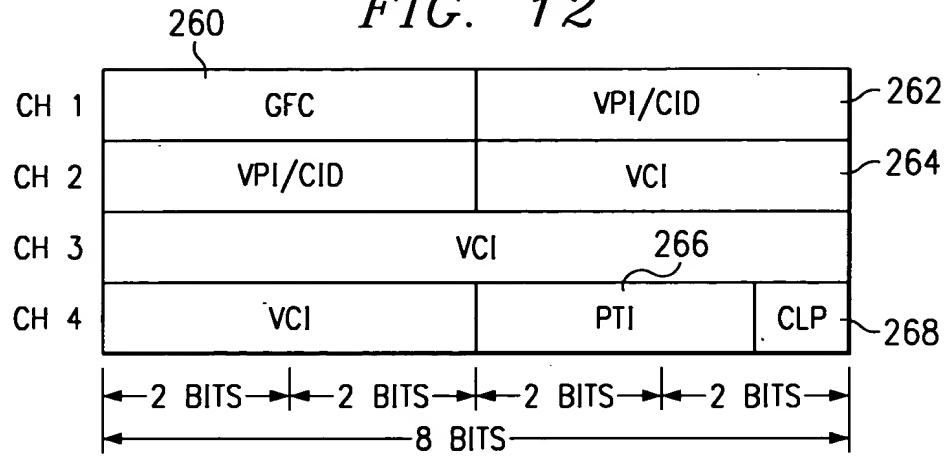 FIG. 12
260
CH 1 GFC VPI/CID 262
CH 2 VPI/CID VCI 264
CH 3 VCI 266
CH 4 VCI PTI CLP 268
2 BITS 2 BITS 2 BITS 2 BITS
8 BITS